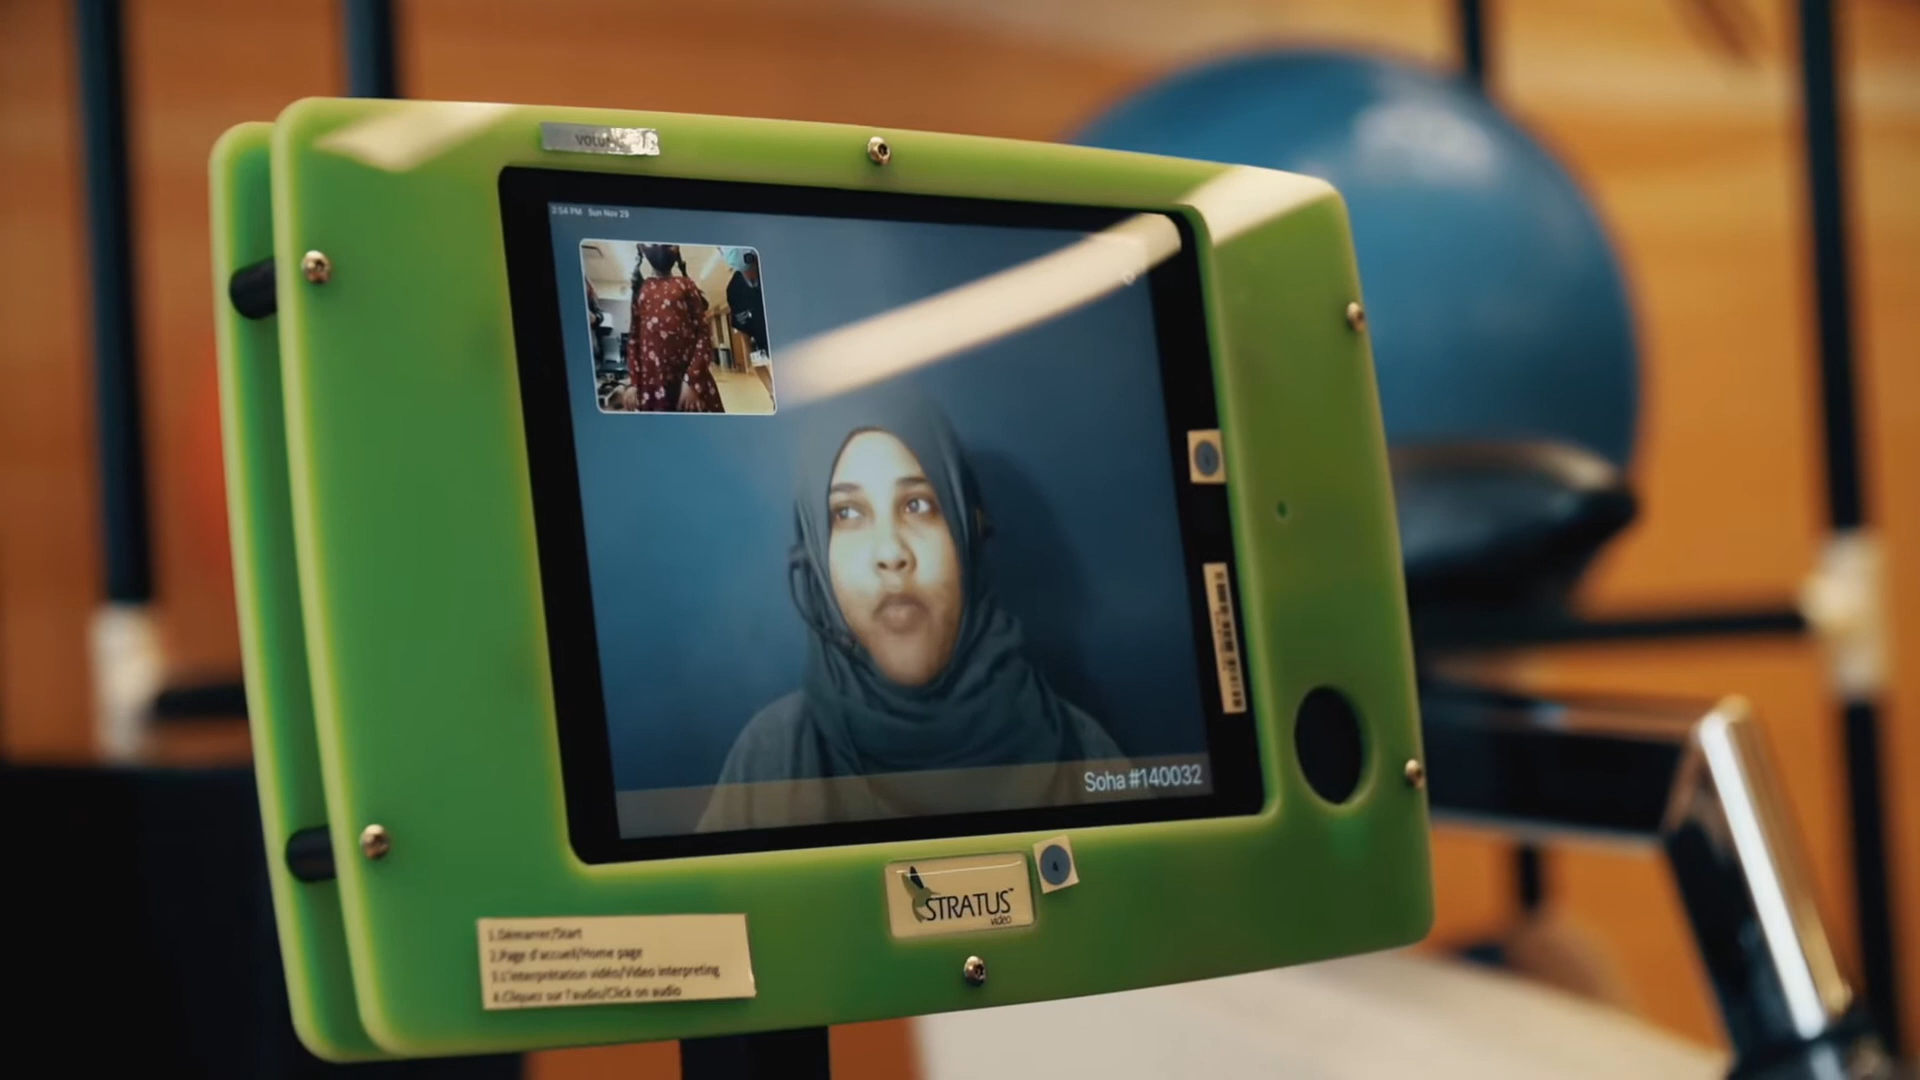 3:54 PM Sun Nov 29
Soha #140032
STRATUS™
video
1.Démarrer/Start
2.Page d'accueil/Home page
3.L'interprétation vidéo/Video interpreting
4.Cliquez sur l'audio/Click on audio